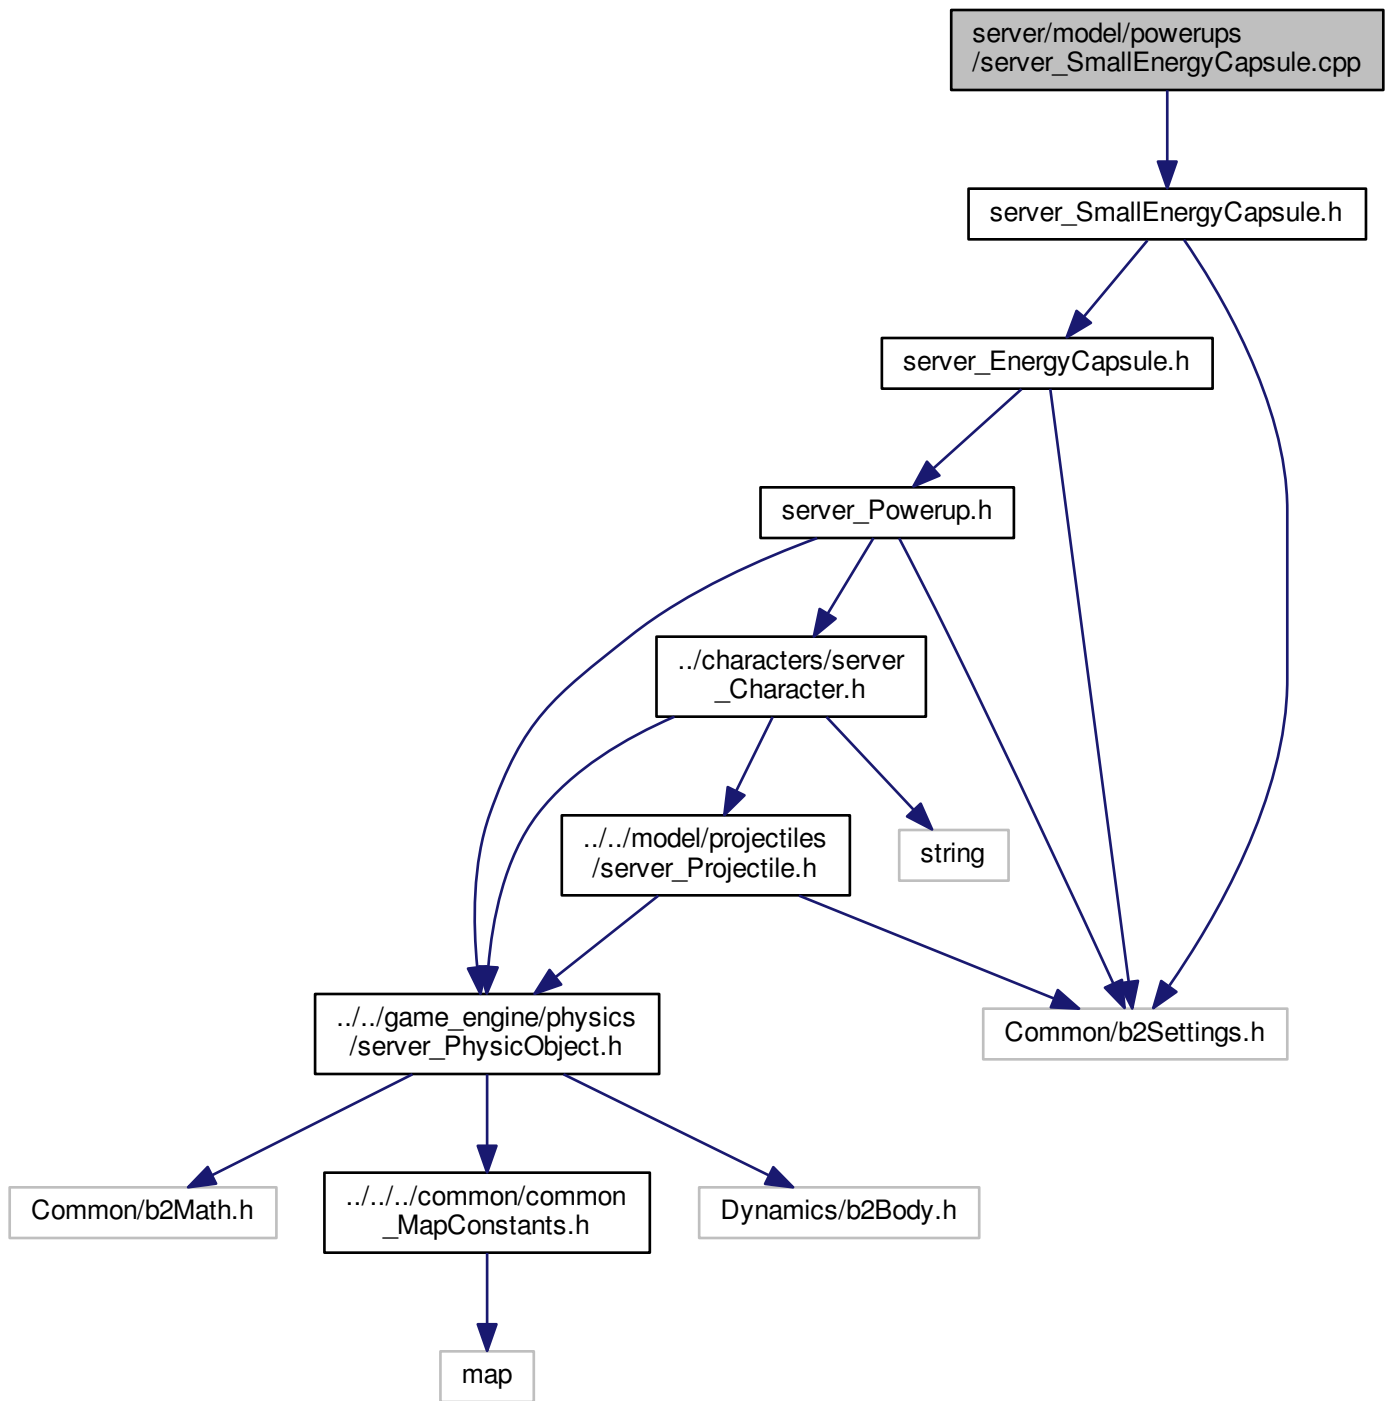 server/model/powerups
/server_SmallEnergyCapsule.cpp
server_SmallEnergyCapsule.h
server_EnergyCapsule.h
server_Powerup.h
../characters/server
_Character.h
../../model/projectiles
/server_Projectile.h
string
../../game_engine/physics
/server_PhysicObject.h
Common/b2Settings.h
Common/b2Math.h
../../../common/common
_MapConstants.h
Dynamics/b2Body.h
map